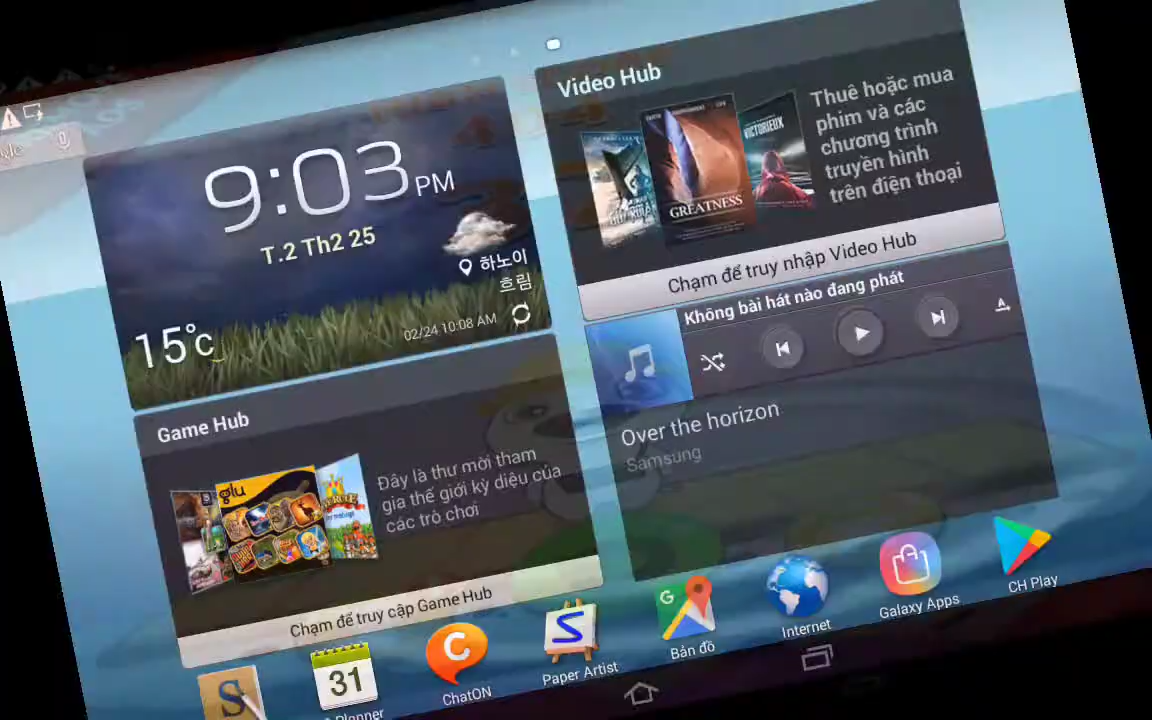 9:03 PM
T.2 Th2 25
하노이
흐림
15°c
02/24 10:08 AM
Video Hub
Thuê hoặc mua
phim và các
chương trình
truyền hình
trên điện thoại
GREATNESS
VICTORIEUX
Chạm để truy nhập Video Hub
Không bài hát nào đang phát
Over the horizon
Samsung
Game Hub
glu
Đây là thư mời tham
gia thế giới kỳ diệu của
các trò chơi
Chạm để truy cập Game Hub
S
31
Planner
ChatON
Paper Artist
G
Bản đồ
Internet
Galaxy Apps
CH Play